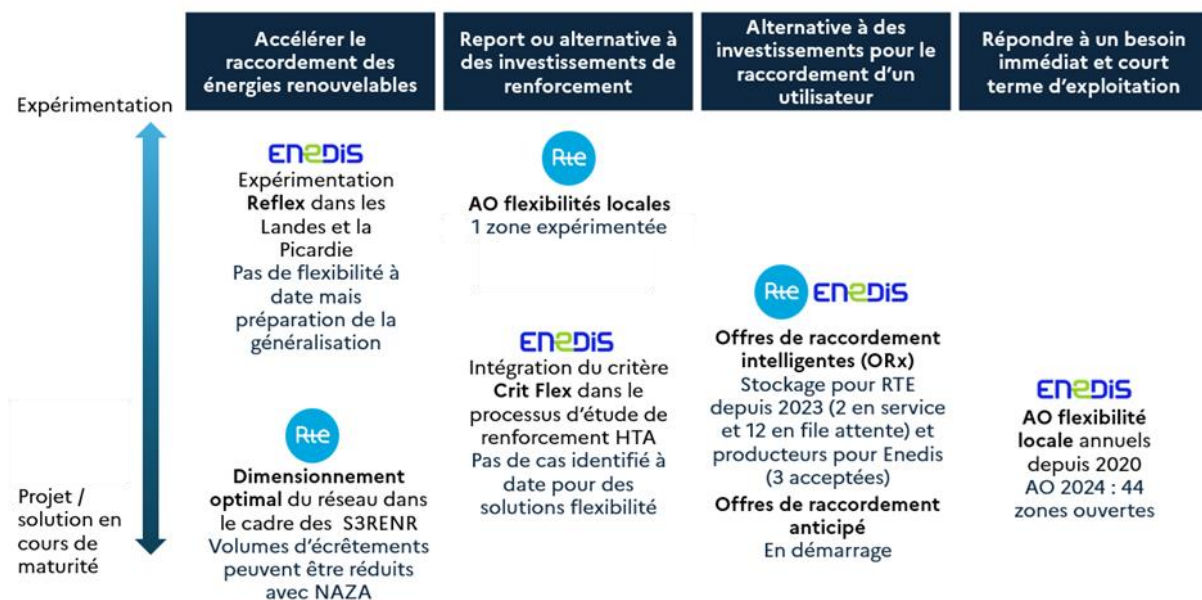 Accélérer le
raccordement des
énergies renouvelables
Report ou alternative à
des investissements de
renforcement
Alternative à des
investissements pour le
raccordement d'un
utilisateur
Répondre à un besoin
immédiat et court
terme d'exploitation
Expérimentation
Projet /
solution en
cours de
maturité
ENEDIS
Expérimentation
Reflex dans les
Landes et la
Picardie
Pas de flexibilité à
date mais
préparation de la
généralisation
Rte
Dimensionnement
optimal du réseau dans
le cadre des S3RENR
Volumes d'écrêtements
peuvent être réduits
avec NAZA
Rte
AO flexibilités locales
1 zone expérimentée
ENEDIS
Intégration du critère
Crit Flex dans le
processus d'étude de
renforcement HTA
Pas de cas identifié à
date pour des
solutions flexibilité
Rte ENEDIS
Offres de raccordement
intelligentes (ORx)
Stockage pour RTE
depuis 2023 (2 en service
et 12 en file attente) et
producteurs pour Enedis
(3 acceptées)
Offres de raccordement
anticipé
En démarrage
ENEDIS
AO flexibilité
locale annuels
depuis 2020
AO 2024 : 44
zones ouvertes